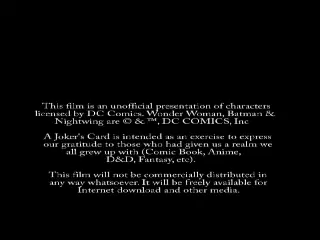 This film is an unofficial presentation of characters
licensed by DC Comics. Wonder Woman, Batman &
Nightwing are © & ™, DC COMICS, Inc
A Joker's Card is intended as an exercise to express
our gratitude to those who had given us a realm we
all grew up with (Comic Book, Anime,
D&D, Fantasy, etc).
This film will not be commercially distributed in
any way whatsoever. It will be freely available for
Internet download and other media.